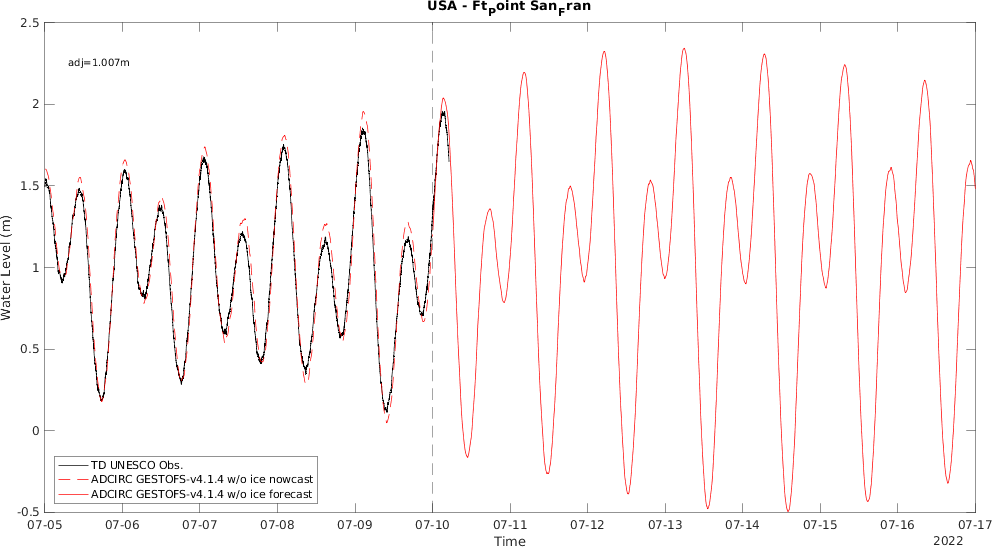 USA - Ft_Point San_Fran
adj=1.007m
2.5
2
1.5
1
0.5
0
-0.5
Water Level (m)
TD UNESCO Obs.
ADCIRC GESTOFS-v4.1.4 w/o ice nowcast
ADCIRC GESTOFS-v4.1.4 w/o ice forecast
07-05 07-06 07-07 07-08 07-09 07-10 07-11 07-12 07-13 07-14 07-15 07-16 07-17
Time
2022